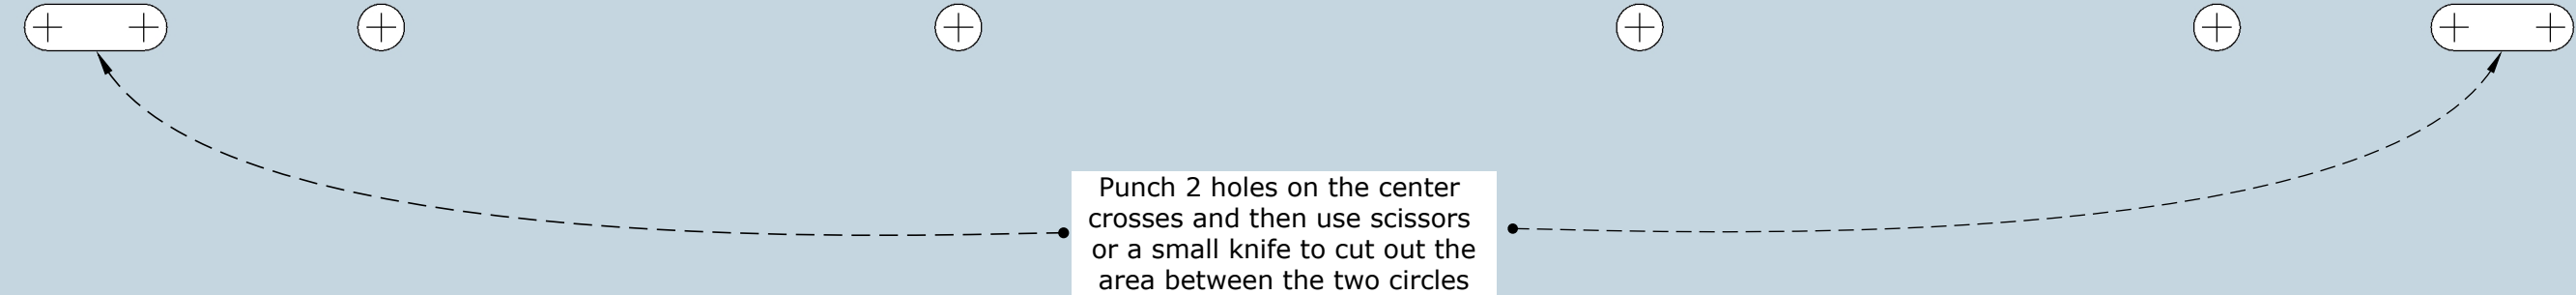 Punch 2 holes on the center
crosses and then use scissors
or a small knife to cut out the
area between the two circles